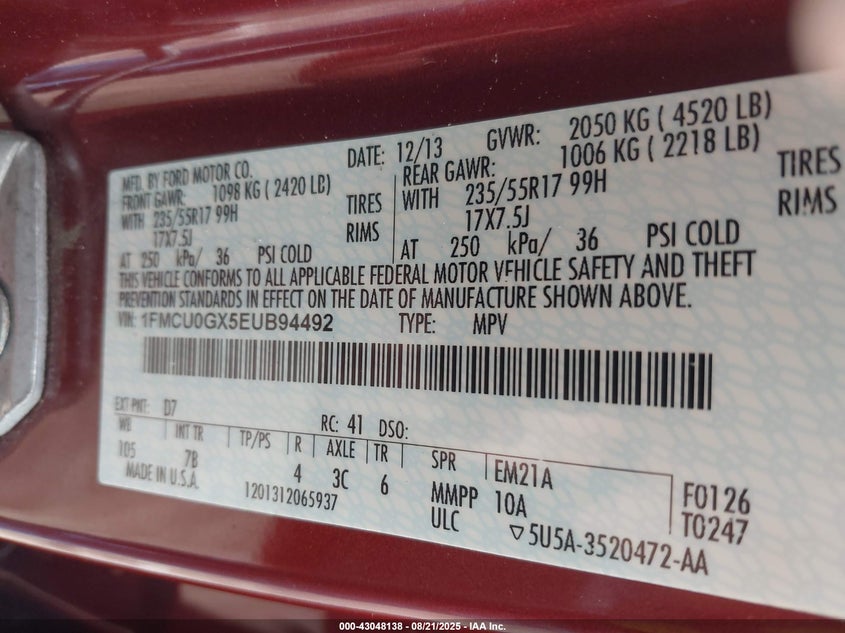 MFD. BY FORD MOTOR CO.
DATE: 12/13 GVWR: 2050 KG ( 4520 LB)
FRONT GAWR: 1098 KG ( 2420 LB)
REAR GAWR: 1006 KG ( 2218 LB)
WITH 235/55R17 99H TIRES
WITH 235/55R17 99H TIRES
17X7.5J RIMS
17X7.5J RIMS
AT 250 kPa/ 36 PSI COLD
AT 250 kPa/ 36 PSI COLD
THIS VEHICLE CONFORMS TO ALL APPLICABLE FEDERAL MOTOR VEHICLE SAFETY AND THEFT
PREVENTION STANDARDS IN EFFECT ON THE DATE OF MANUFACTURE SHOWN ABOVE.
VIN: 1FMCU0GX5EUB94492 TYPE: MPV
EXT PNT: D7 RC: 41 DSO:
WB INT TR TP/PS R AXLE TR SPR EM21A
105 7B 4 3C 6 MMPP 10A F0126
MADE IN U.S.A. 1201312065937 ULC T0247
▽5U5A-3520472-AA
000-43048138 - 08/21/2025 - IAA Inc.